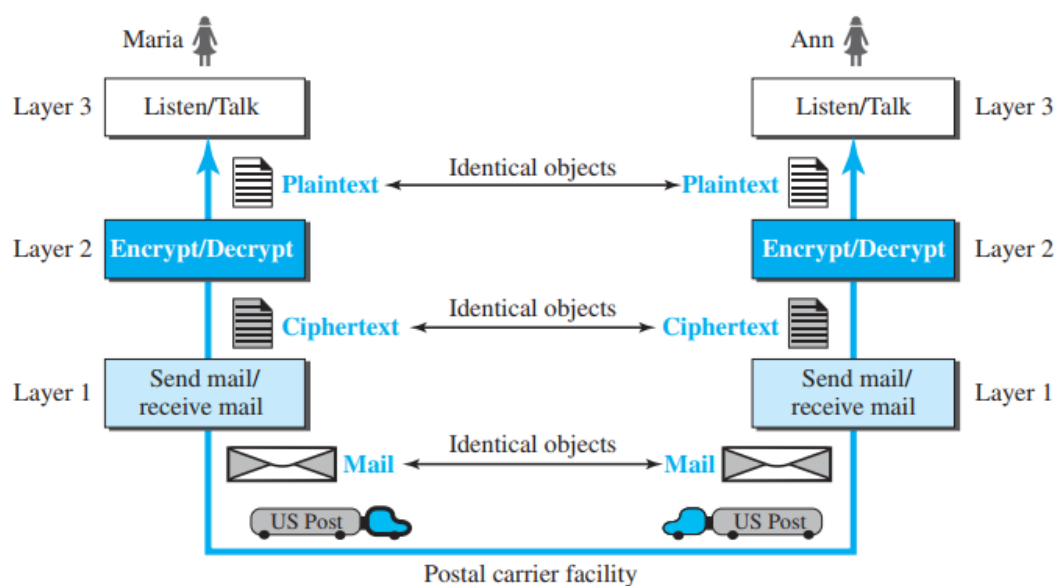 Maria
Ann
Layer 3
Listen/Talk
Listen/Talk
Layer 3
Identical objects
Plaintext
Plaintext
Layer 2
Encrypt/Decrypt
Encrypt/Decrypt
Layer 2
Identical objects
Ciphertext
Ciphertext
Layer 1
Send mail/
receive mail
Send mail/
receive mail
Layer 1
Identical objects
Mail
Mail
US Post
US Post
Postal carrier facility